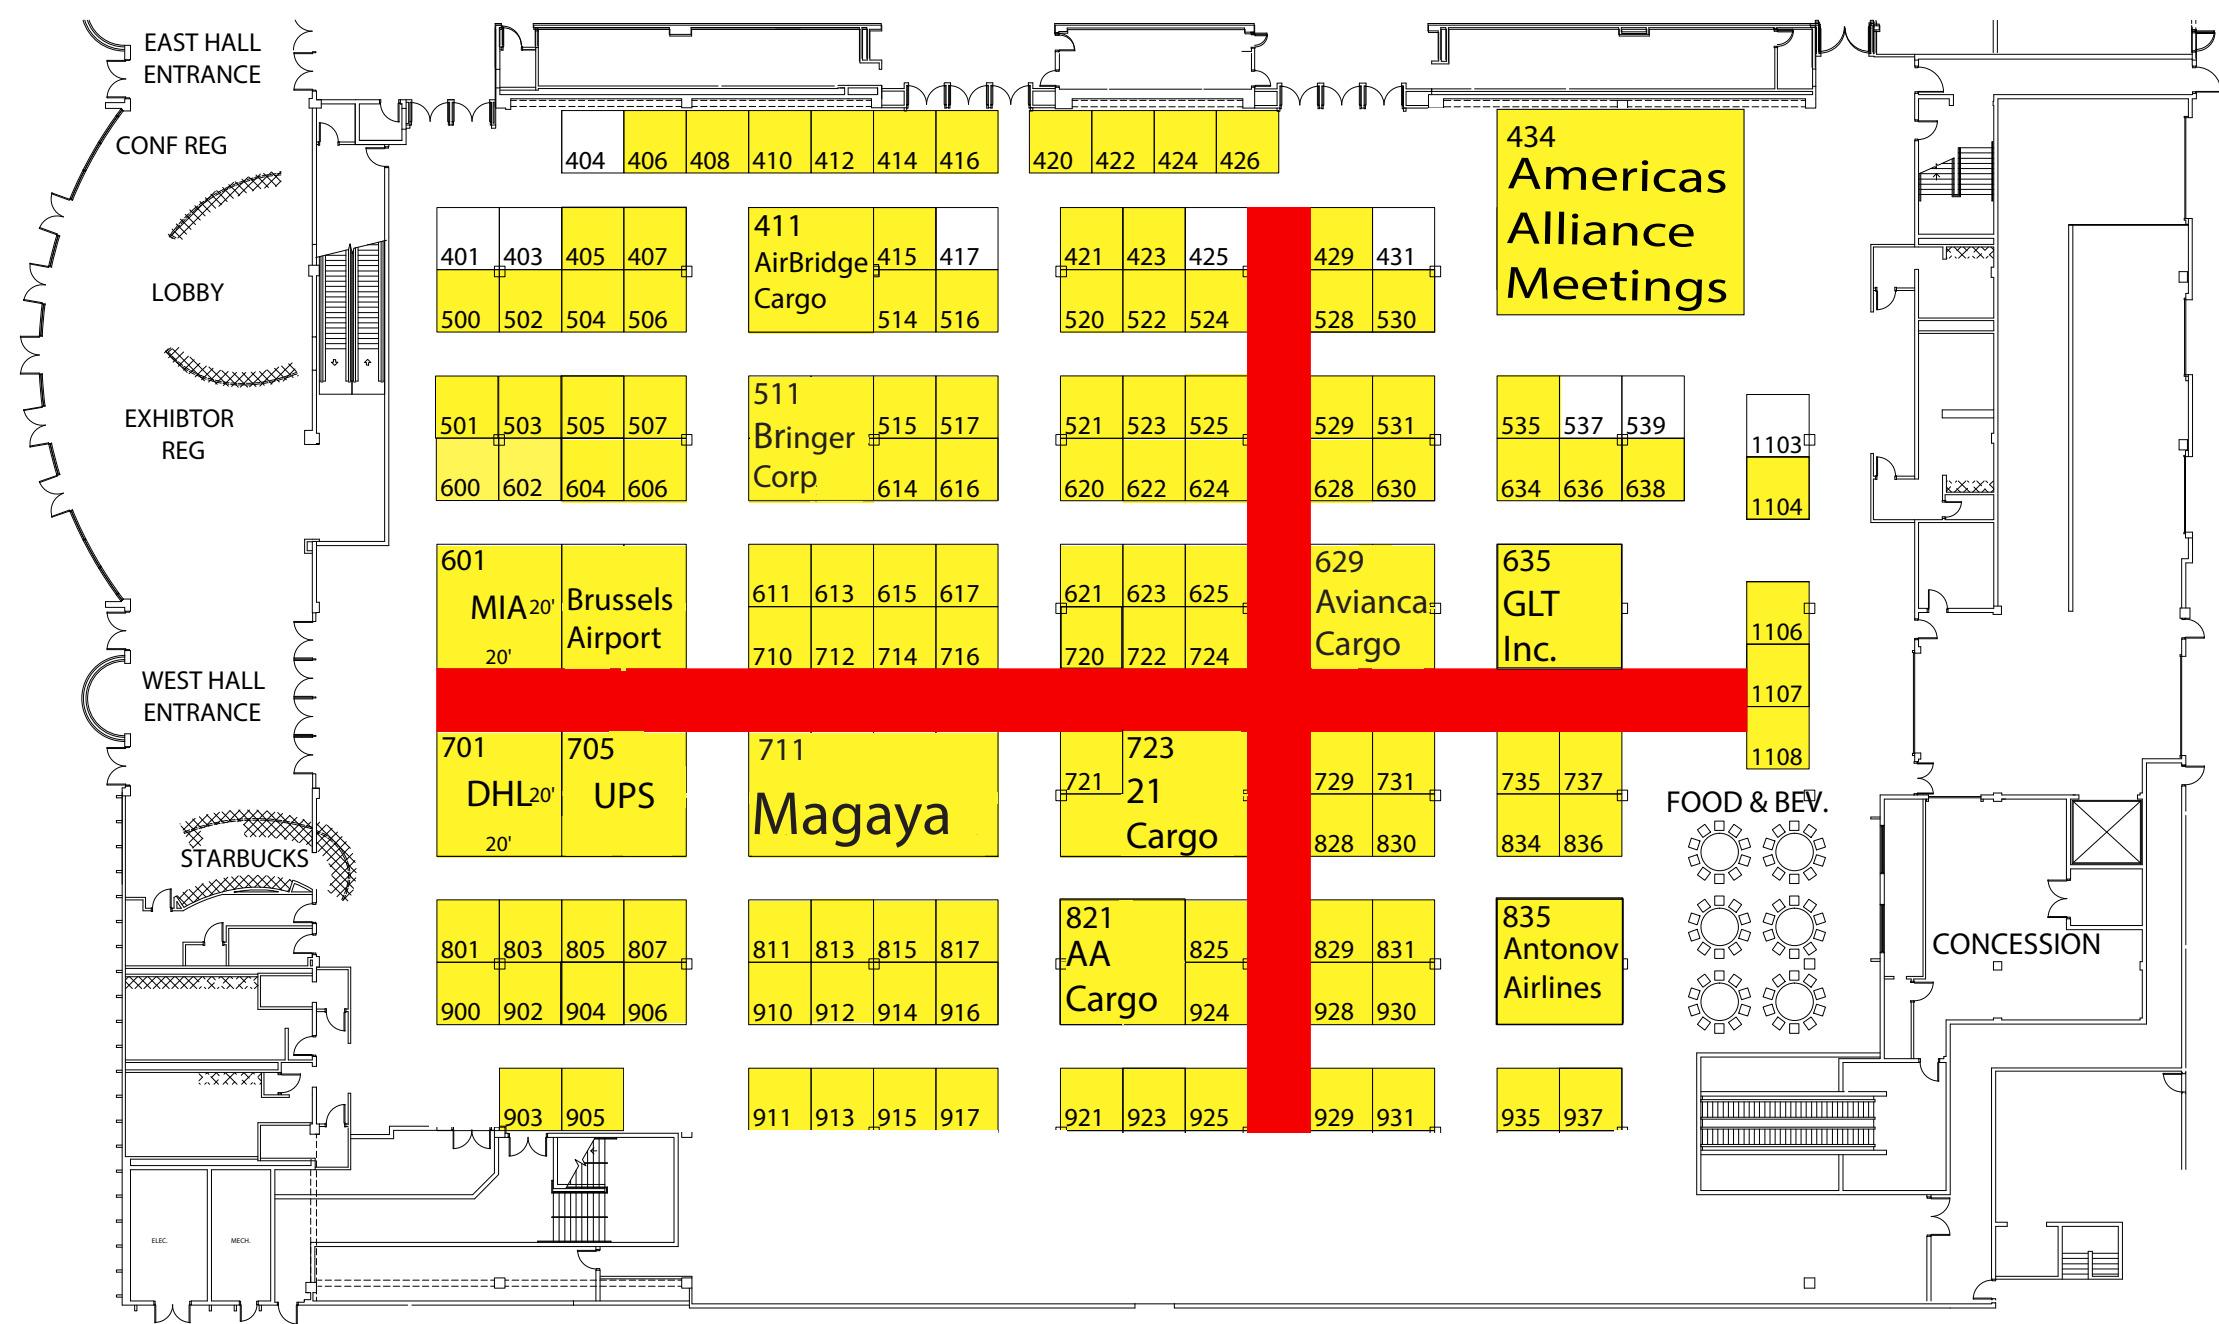 EAST HALL
ENTRANCE
CONF REG
LOBBY
EXHIBTOR
REG
WEST HALL
ENTRANCE
STARBUCKS
ELEC.
MECH.
404 406 408 410 412 414 416
420 422 424 426
434
Americas
Alliance
Meetings
401 403 405 407
411
AirBridge
Cargo
415 417
421 423 425
429 431
500 502 504 506
514 516
520 522 524
528 530
501 503 505 507
511
Bringer
Corp
515 517
521 523 525
529 531
535 537 539
1103
600 602 604 606
614 616
620 622 624
628 630
634 636 638
1104
601
MIA 20'
20'
Brussels
Airport
611 613 615 617
621 623 625
629
Avianca
Cargo
635
GLT
Inc.
1106
710 712 714 716
720 722 724
1107
701
DHL 20'
20'
705
UPS
711
Magaya
721
723
21
Cargo
729 731
735 737
1108
828 830
834 836
FOOD & BEV.
CONCESSION
801 803 805 807
811 813 815 817
821
AA
Cargo
825
829 831
835
Antonov
Airlines
900 902 904 906
910 912 914 916
924
928 930
903 905
911 913 915 917
921 923 925
929 931
935 937